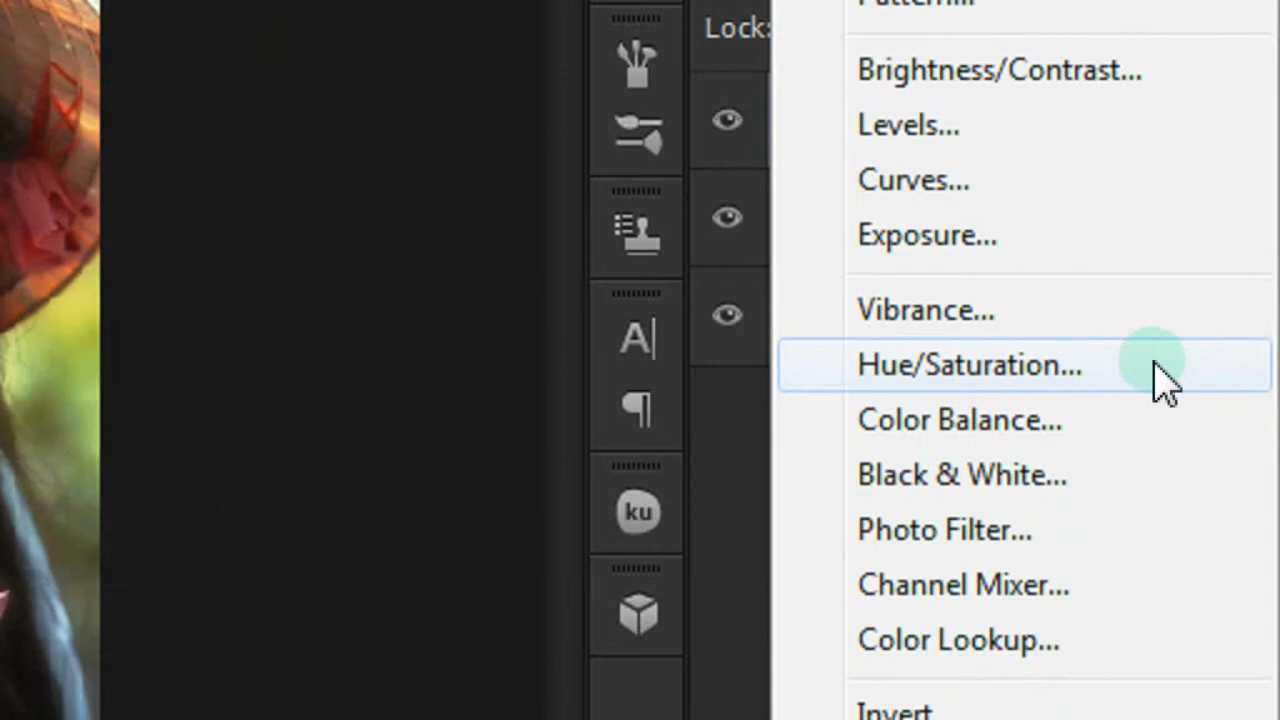 Pattern...
Lock:
Brightness/Contrast...
Levels...
Curves...
Exposure...
Vibrance...
Hue/Saturation...
Color Balance...
Black & White...
Photo Filter...
Channel Mixer...
Color Lookup...
Invert
A
ku